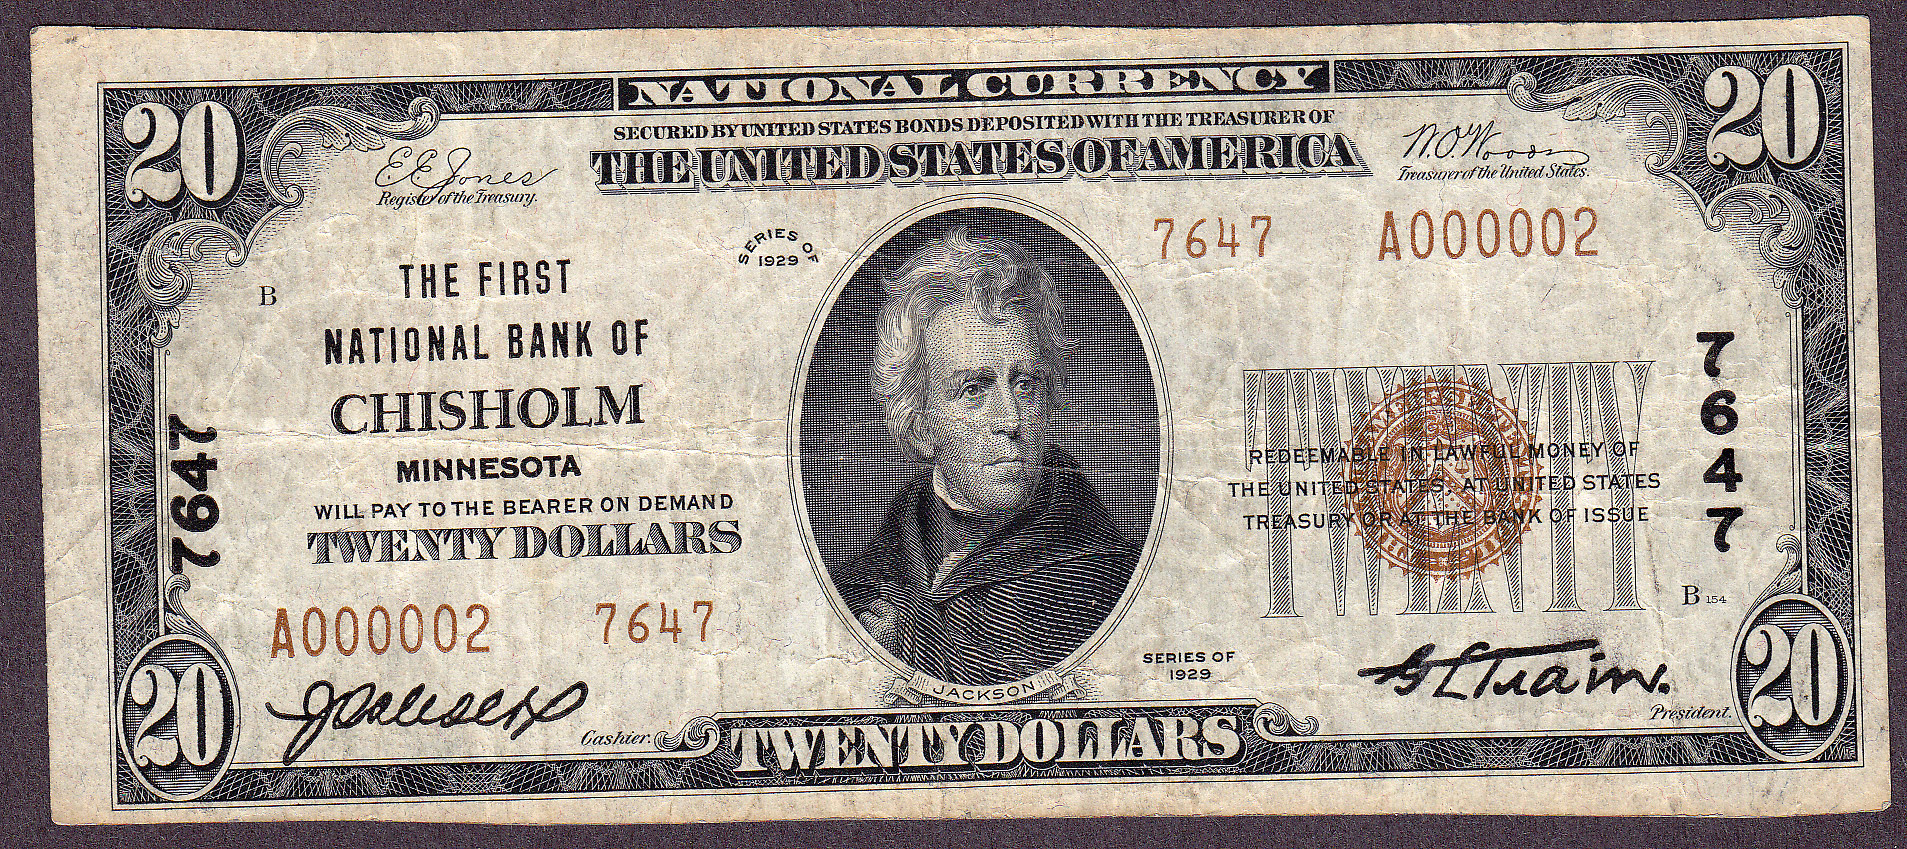 NATIONAL CURRENCY
20
20
SECURED BY UNITED STATES BONDS DEPOSITED WITH THE TREASURER OF
THE UNITED STATES OF AMERICA
E E Jones
Register of the Treasury.
W. O. Woods
Treasurer of the United States.
SERIES OF
1929
7647
A000002
B
THE FIRST
NATIONAL BANK OF
CHISHOLM
MINNESOTA
WILL PAY TO THE BEARER ON DEMAND
TWENTY DOLLARS
7647
7647
TWENTY
REDEEMABLE IN LAWFUL MONEY OF
THE UNITED STATES AT UNITED STATES
TREASURY OR AT THE BANK OF ISSUE
B 154
A000002
7647
SERIES OF
1929
JACKSON
Cashier.
G L Train.
President.
20
TWENTY DOLLARS
20